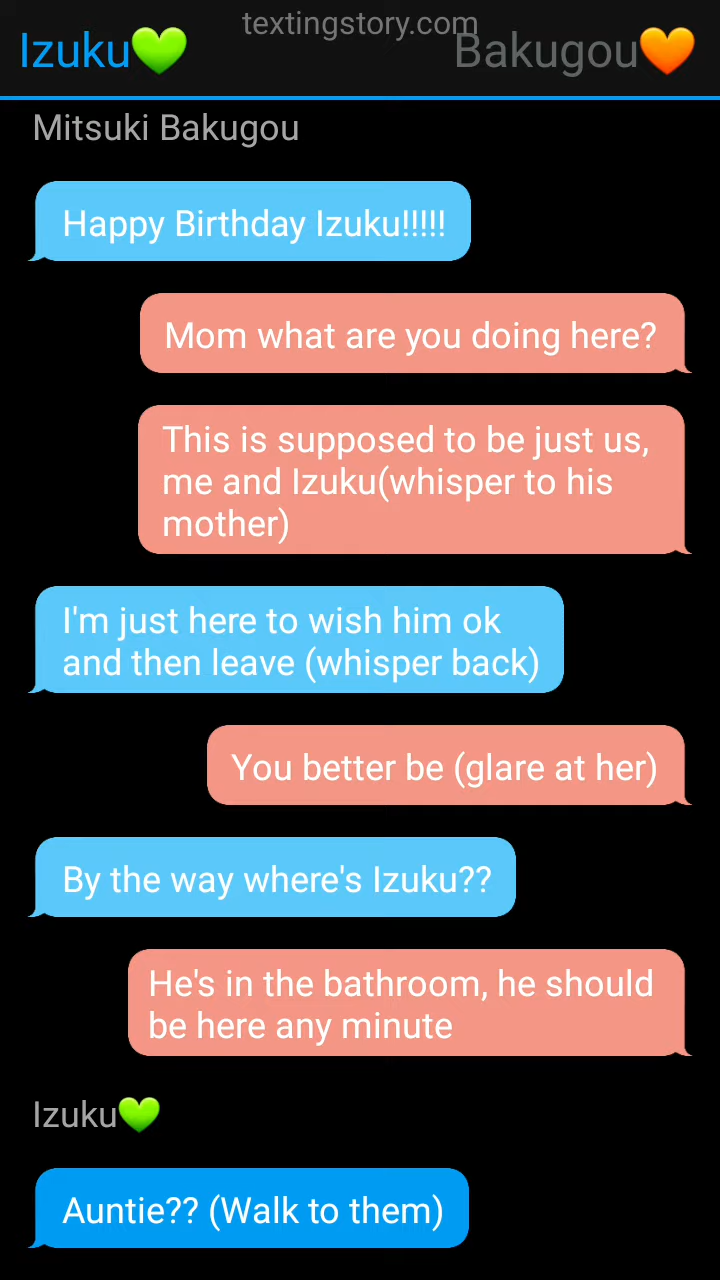 textingstory.com
Izuku💚
Bakugou🧡
Mitsuki Bakugou
Happy Birthday Izuku!!!!!
Mom what are you doing here?
This is supposed to be just us,
me and Izuku(whisper to his
mother)
I'm just here to wish him ok
and then leave (whisper back)
You better be (glare at her)
By the way where's Izuku??
He's in the bathroom, he should
be here any minute
Izuku💚
Auntie?? (Walk to them)